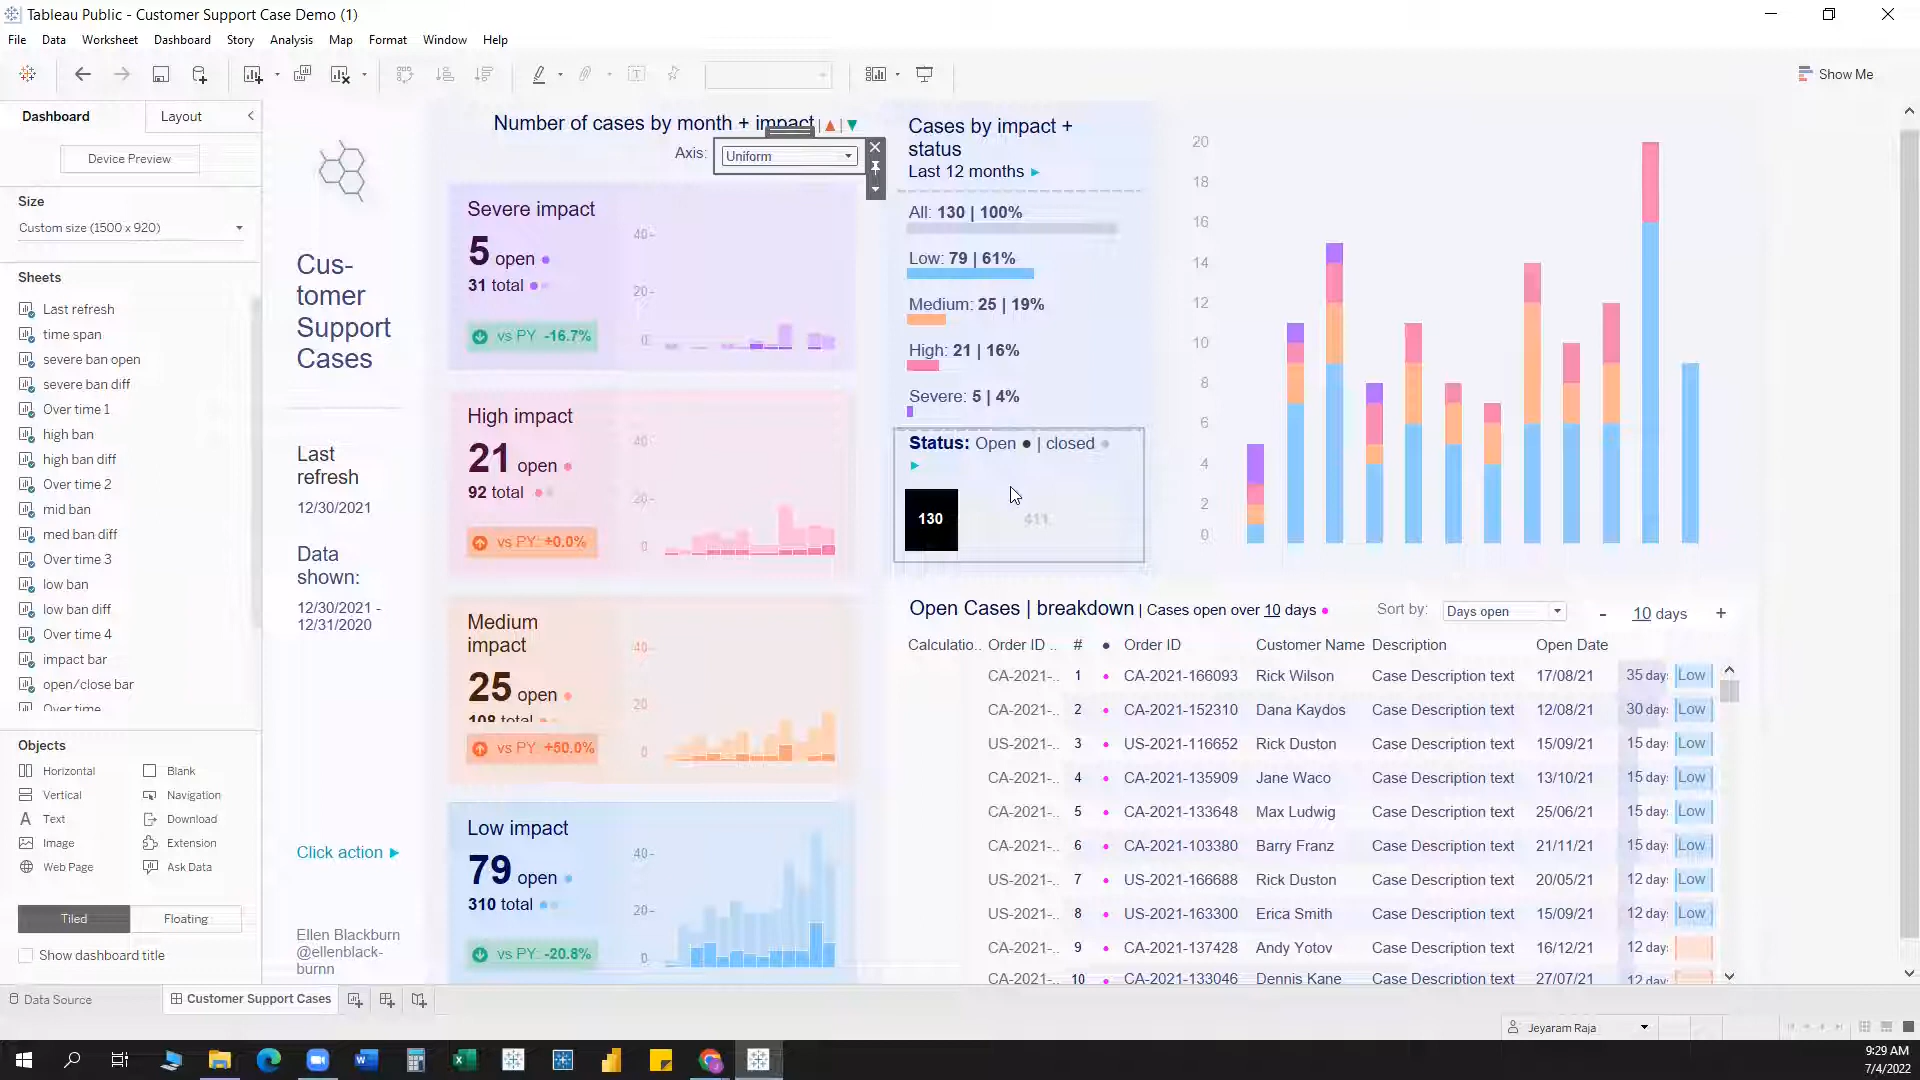 Tableau Public - Customer Support Case Demo (1)
File Data Worksheet Dashboard Story Analysis Map Format Window Help
Show Me
Dashboard Layout
Device Preview
Size
Custom size (1500 x 920)
Sheets
Last refresh
time span
severe ban open
severe ban diff
Over time 1
high ban
high ban diff
Over time 2
mid ban
med ban diff
Over time 3
low ban
low ban diff
Over time 4
impact bar
open/close bar
Over time
Objects
Horizontal Blank
Vertical Navigation
Text Download
Image Extension
Web Page Ask Data
Tiled Floating
Show dashboard title
Cus-
tomer
Support
Cases
Last
refresh
12/30/2021
Data
shown:
12/30/2021 -
12/31/2020
Click action ►
Ellen Blackburn
@ellenblack-
burnn
Number of cases by month + impact | ▲ | ▼
Axis: Uniform
Severe impact
5 open
31 total
vs PY -16.7%
40
20
0
High impact
21 open
92 total
vs PY +0.0%
40
20
0
Medium
impact
25 open
108 total
vs PY +50.0%
40
20
0
Low impact
79 open
310 total
vs PY -20.8%
40
20
0
Cases by impact +
status
Last 12 months ►
All: 130 | 100%
Low: 79 | 61%
Medium: 25 | 19%
High: 21 | 16%
Severe: 5 | 4%
Status: Open ● | closed ●
►
130 411
20
18
16
14
12
10
8
6
4
2
0
Open Cases | breakdown | Cases open over 10 days ●
Sort by: Days open - 10 days +
Calculatio.. Order ID .. # ● Order ID Customer Name Description Open Date
CA-2021-.. 1 ● CA-2021-166093 Rick Wilson Case Description text 17/08/21 35 day: Low
CA-2021-.. 2 ● CA-2021-152310 Dana Kaydos Case Description text 12/08/21 30 day: Low
US-2021-.. 3 ● US-2021-116652 Rick Duston Case Description text 15/09/21 15 day: Low
CA-2021-.. 4 ● CA-2021-135909 Jane Waco Case Description text 13/10/21 15 day: Low
CA-2021-.. 5 ● CA-2021-133648 Max Ludwig Case Description text 25/06/21 15 day: Low
CA-2021-.. 6 ● CA-2021-103380 Barry Franz Case Description text 21/11/21 15 day: Low
US-2021-.. 7 ● US-2021-166688 Rick Duston Case Description text 20/05/21 12 day: Low
US-2021-.. 8 ● US-2021-163300 Erica Smith Case Description text 15/09/21 12 day: Low
CA-2021-.. 9 ● CA-2021-137428 Andy Yotov Case Description text 16/12/21 12 day:
CA-2021-.. 10 ● CA-2021-133046 Dennis Kane Case Description text 27/07/21 12 day:
Data Source Customer Support Cases
Jeyaram Raja
9:29 AM
7/4/2022